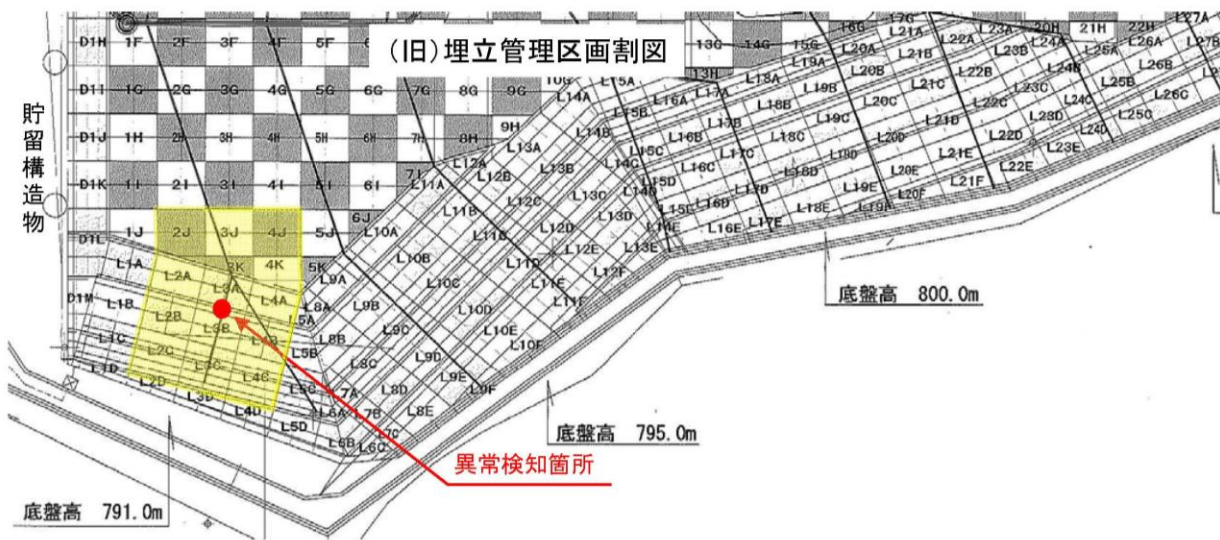 (旧)埋立管理区画割図
貯留構造物
D1H 1F 2F 3F 4F 5F 13G 14G 15G 16G 17G 20H 21H 22H L27A
D1I 1G 2G 3G 4G 5G 6G 7G 8G 9G 10G 13H
D1J 1H 2H 3H 4H 5H 6H 7H 8H 9H
D1K 1I 2I 3I 4I 5I 6I 7I
D1L 1J 2J 3J 4J 5J 6J
3K 4K 5K
D1M
L1A L2A L3A L4A L5A L6A L7A L8A L9A L10A L11A L12A L13A L14A L15A L16A L17A L18A L19A L20A L21A L22A L23A L24A L25A L26A
L1B L2B L3B L4B L5B L6B L7B L8B L9B L10B L11B L12B L13B L14B L15B L16B L17B L18B L19B L20B L21B L22B L23B L24B L25B L26B L27B
L1C L2C L3C L4C L5C L6C L7C L8C L9C L10C L11C L12C L13C L14C L15C L16C L17C L18C L19C L20C L21C L22C L23C L24C L25C L26C
L1D L2D L3D L4D L5D L8D L9D L10D L11D L12D L13D L14D L15D L16D L17D L18D L19D L20D L21D L22D L23D L24D
L8E L9E L10E L11E L12E L13E L14E L15E L16E L17E L18E L19E L20E L21E L22E L23E
L9F L10F L11F L12F L19F L20F L21F
底盤高 800.0m
底盤高 795.0m
異常検知箇所
底盤高 791.0m